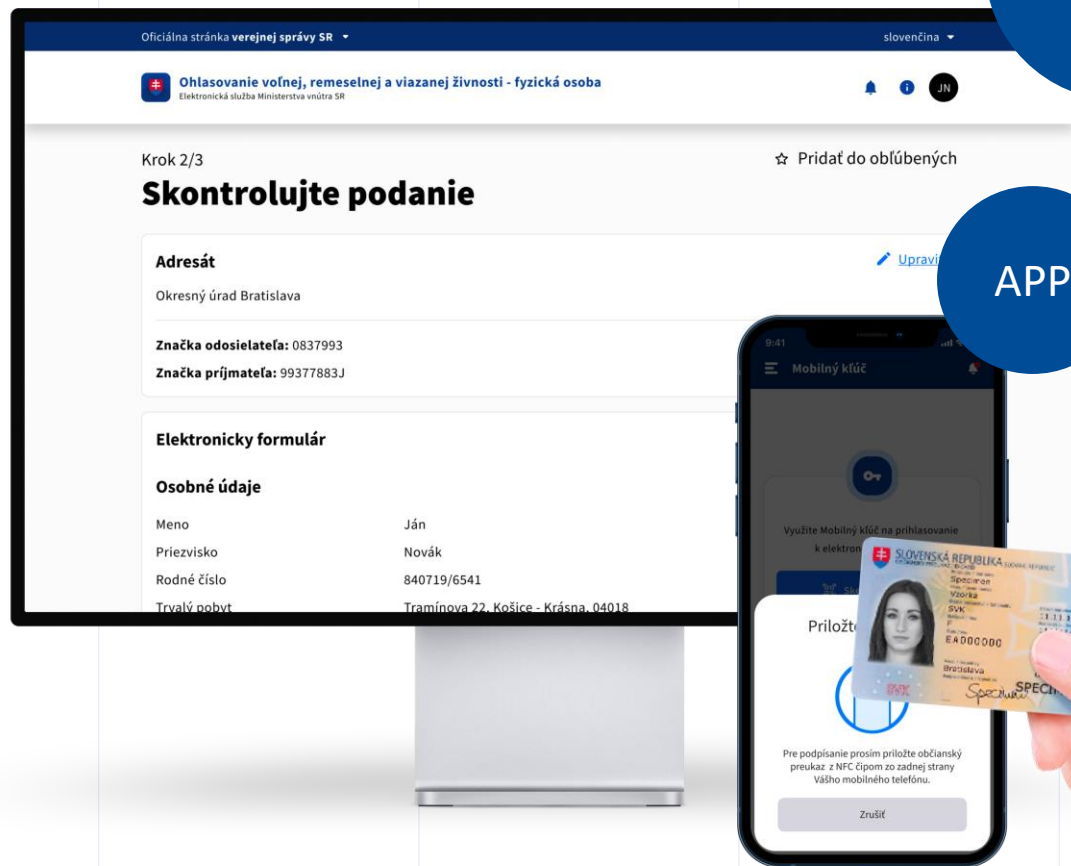 Oficiálna stránka verejnej správy SR
slovenčina
Ohlasovanie voľnej, remeselnej a viazanej živnosti - fyzická osoba
Elektronická služba Ministerstva vnútra SR
JN
Krok 2/3
Pridať do obľúbených
Skontrolujte podanie
Adresát
Okresný úrad Bratislava
Značka odosielateľa: 0837993
Značka príjmateľa: 99377883J
Elektronicky formulár
Osobné údaje
Meno Ján
Priezvisko Novák
Rodné číslo 840719/6541
Trvalý pobyt Tramínova 22, Košice - Krásna, 04018
APP
9:41
Mobilný kľúč
Využite Mobilný kľúč na prihlasovanie
SLOVENSKÁ REPUBLIKA
Specimen
Vzorka
SVK
F
EA000000
Bratislava
SVK
Pre podpísanie prosím priložte občianský
preukaz z NFC čipom zo zadnej strany
Vášho mobilného telefónu.
Zrušiť